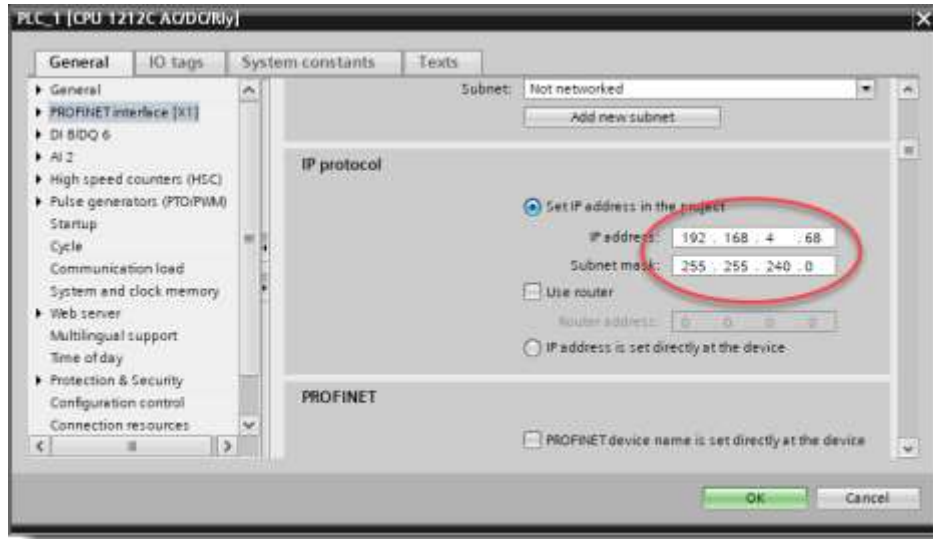 PLC_1 [CPU 1212C AC/DC/Rly]
General IO tags System constants Texts
General
PROFINET interface [X1]
DI 8/DQ 6
AI 2
High speed counters (HSC)
Pulse generators (PTO/PWM)
Startup
Cycle
Communication load
System and clock memory
Web server
Multilingual support
Time of day
Protection & Security
Configuration control
Connection resources
Subnet: Not networked
Add new subnet
IP protocol
Set IP address in the project
IP address: 192 . 168 . 4 . 68
Subnet mask: 255 . 255 . 240 . 0
Use router
Router address: 0 . 0 . 0 . 0
IP address is set directly at the device
PROFINET
PROFINET device name is set directly at the device
OK Cancel